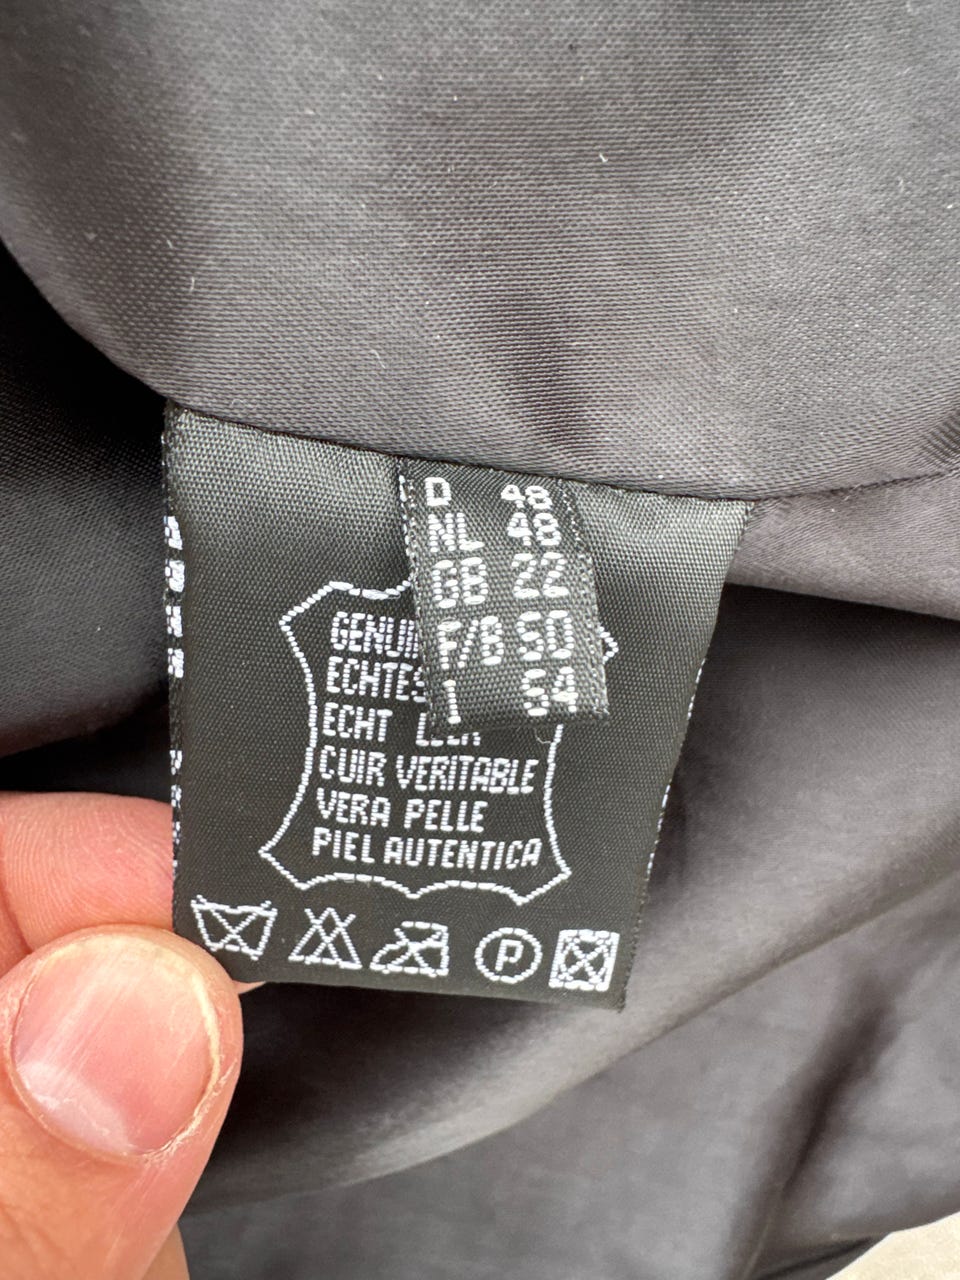 D 48
NL 48
GB 22
F/B 50
I 54
GENUI
ECHTES
ECHT
CUIR VERITABLE
VERA PELLE
PIEL AUTENTICA
P